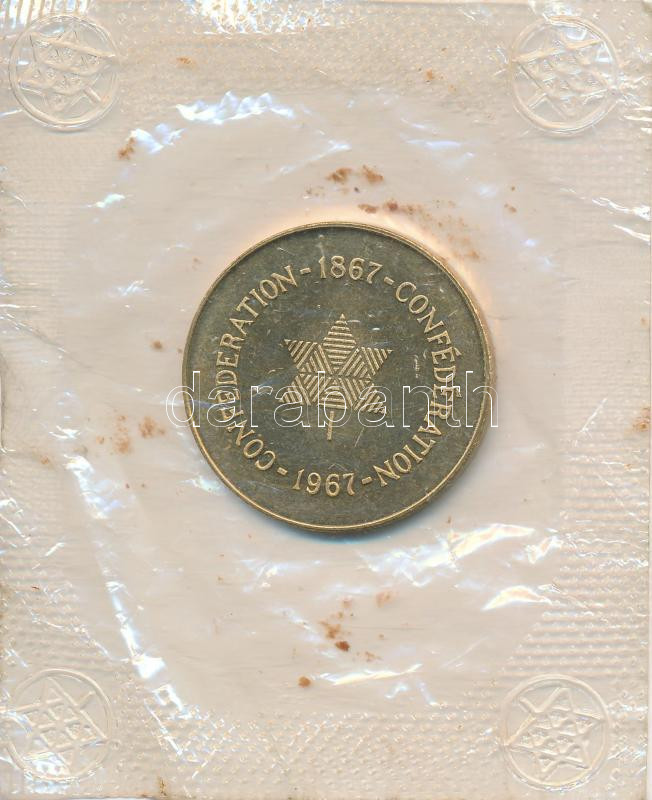 CONFEDERATION - 1867 - CONFÉDÉRATION - 1967 -
darabanth